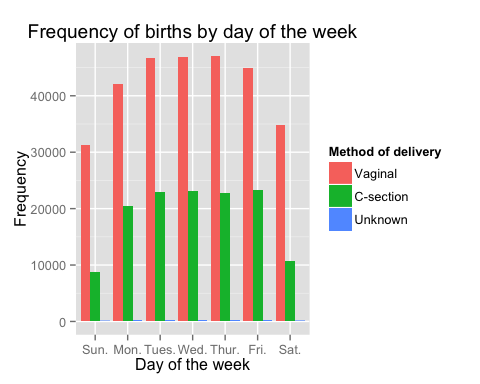 Frequency of births by day of the week
Frequency
40000
30000
20000
10000
0
Sun. Mon. Tues. Wed. Thur. Fri. Sat.
Day of the week
Method of delivery
Vaginal
C-section
Unknown